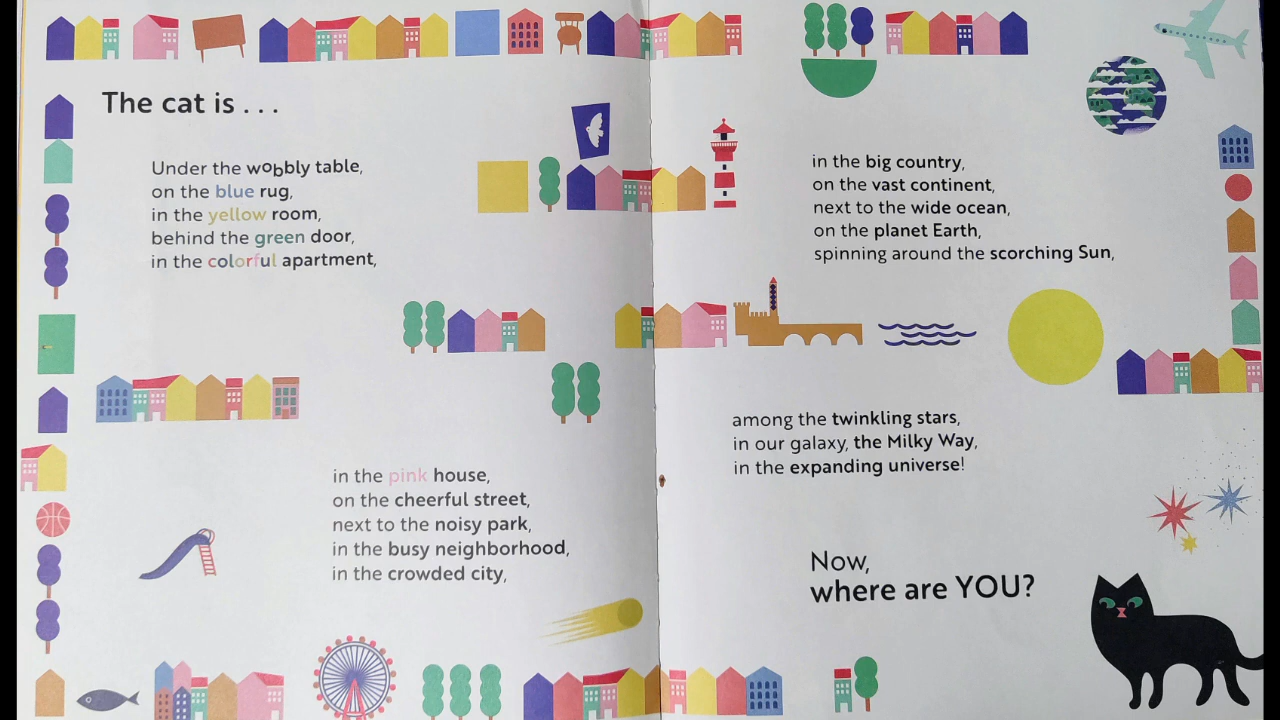 The cat is . . .
Under the wobbly table,
on the blue rug,
in the yellow room,
behind the green door,
in the colorful apartment,
in the pink house,
on the cheerful street,
next to the noisy park,
in the busy neighborhood,
in the crowded city,
in the big country,
on the vast continent,
next to the wide ocean,
on the planet Earth,
spinning around the scorching Sun,
among the twinkling stars,
in our galaxy, the Milky Way,
in the expanding universe!
Now,
where are YOU?